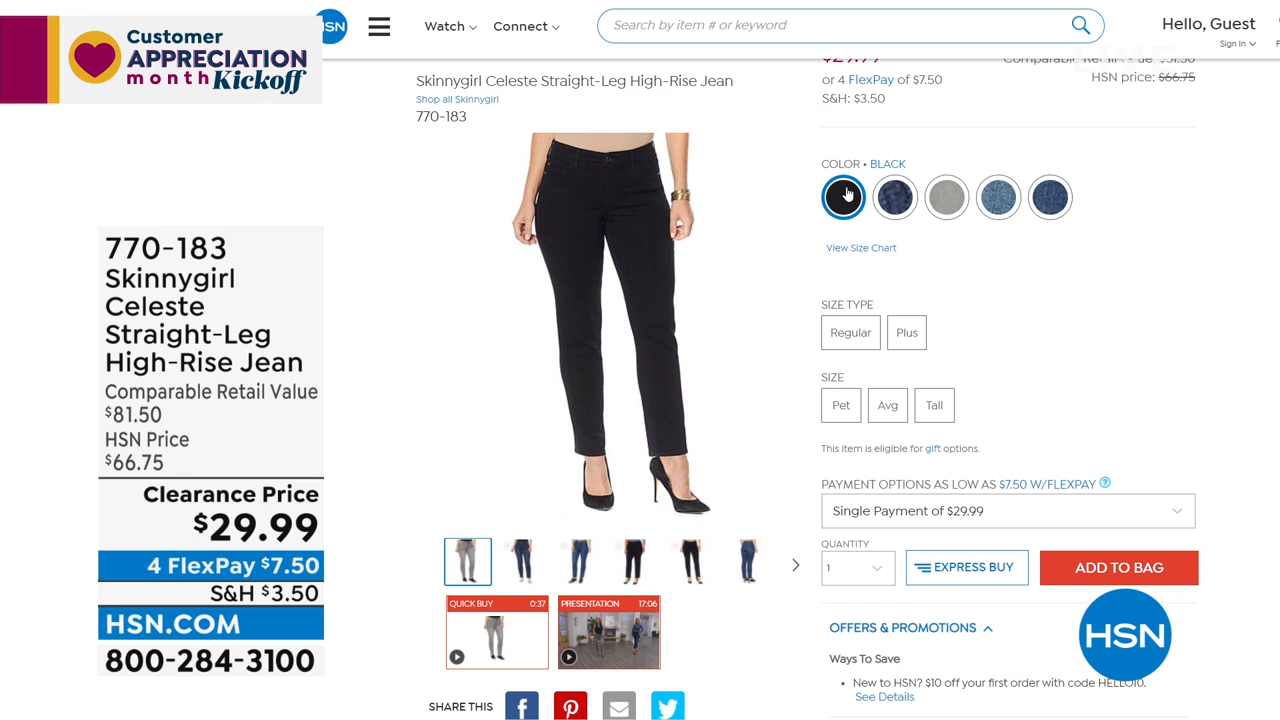 Customer
APPRECIATION
month Kickoff
HSN
Watch
Connect
Search by item # or keyword
Hello, Guest
Sign In
770-183
Skinnygirl
Celeste
Straight-Leg
High-Rise Jean
Comparable Retail Value
$81.50
HSN Price
$66.75
Clearance Price
$29.99
4 FlexPay $7.50
S&H $3.50
HSN.COM
800-284-3100
Skinnygirl Celeste Straight-Leg High-Rise Jean
Shop all Skinnygirl
770-183
QUICK BUY 0:37
PRESENTATION 17:06
SHARE THIS
$29.99
or 4 FlexPay of $7.50
S&H: $3.50
HSN price: $66.75
COLOR • BLACK
View Size Chart
SIZE TYPE
Regular Plus
SIZE
Pet Avg Tall
This item is eligible for gift options.
PAYMENT OPTIONS AS LOW AS $7.50 W/FLEXPAY ?
Single Payment of $29.99
QUANTITY
1
EXPRESS BUY
ADD TO BAG
OFFERS & PROMOTIONS
HSN
Ways To Save
• New to HSN? $10 off your first order with code HELLO10.
See Details